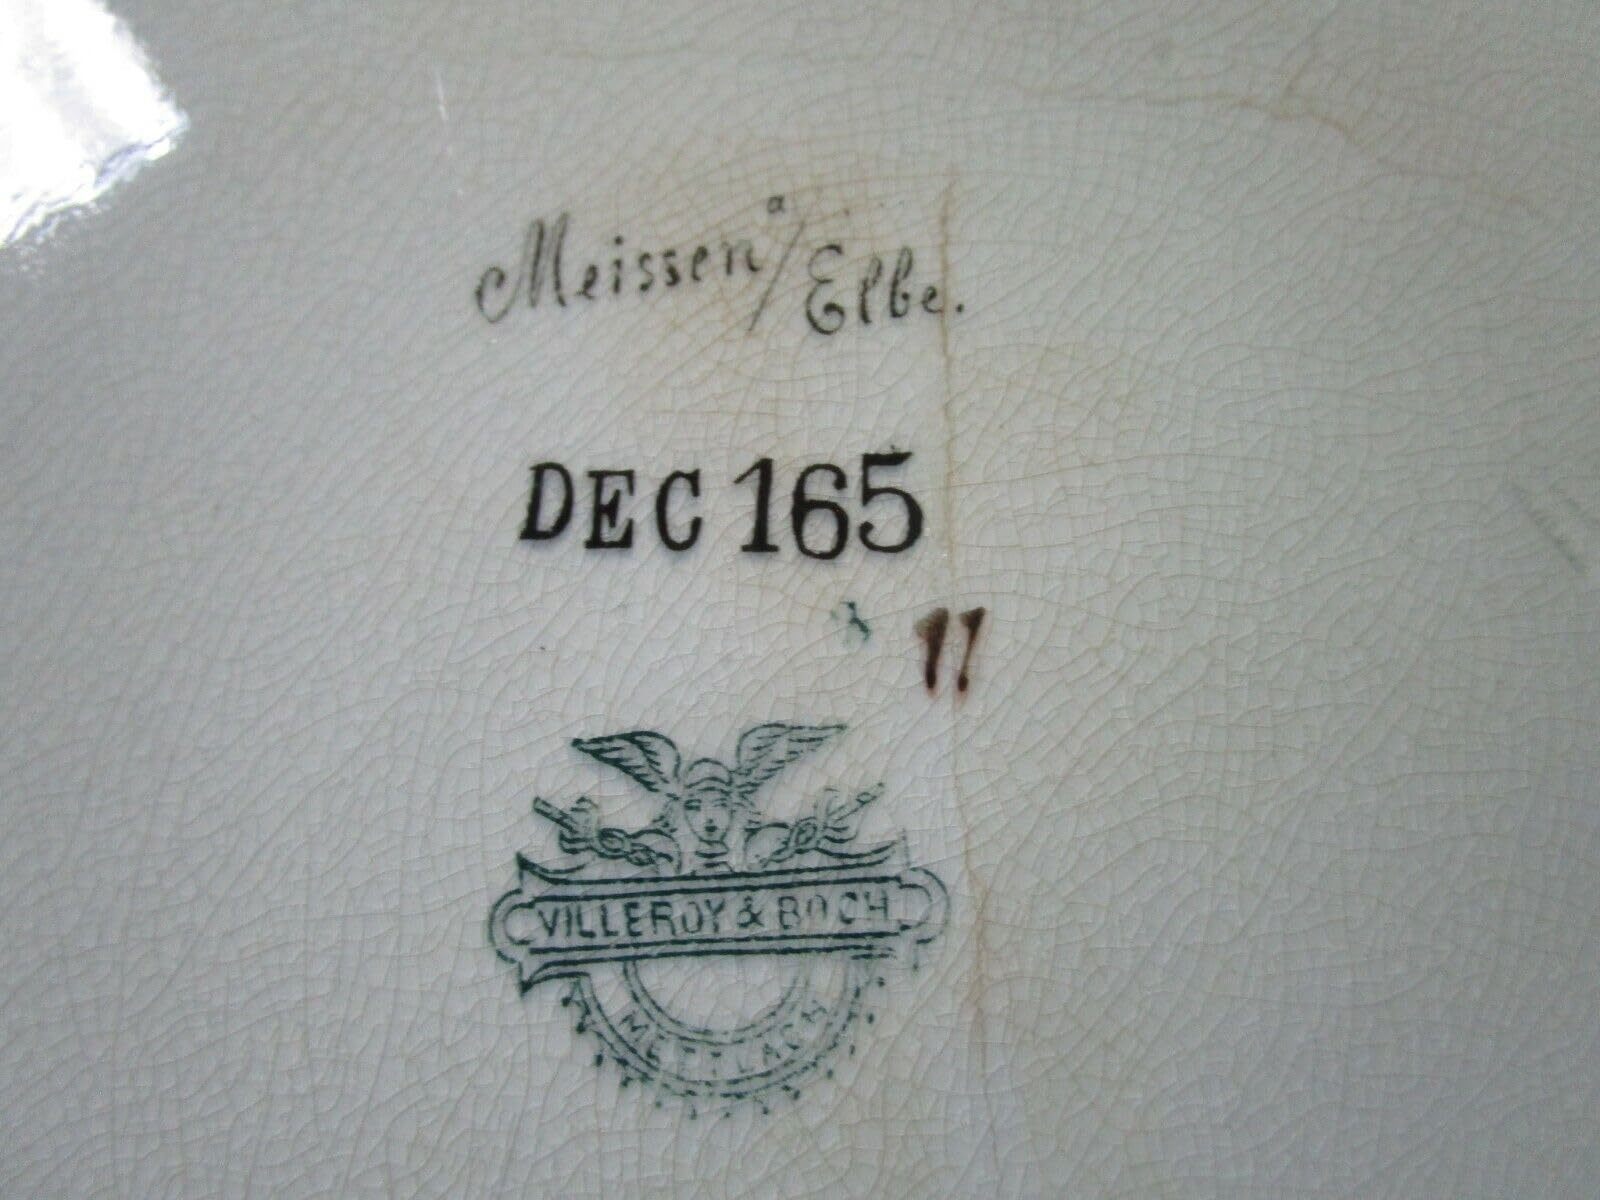 Meissen a/ Elbe.
DEC 165
11
VILLEROY & BOCH
METTLACH